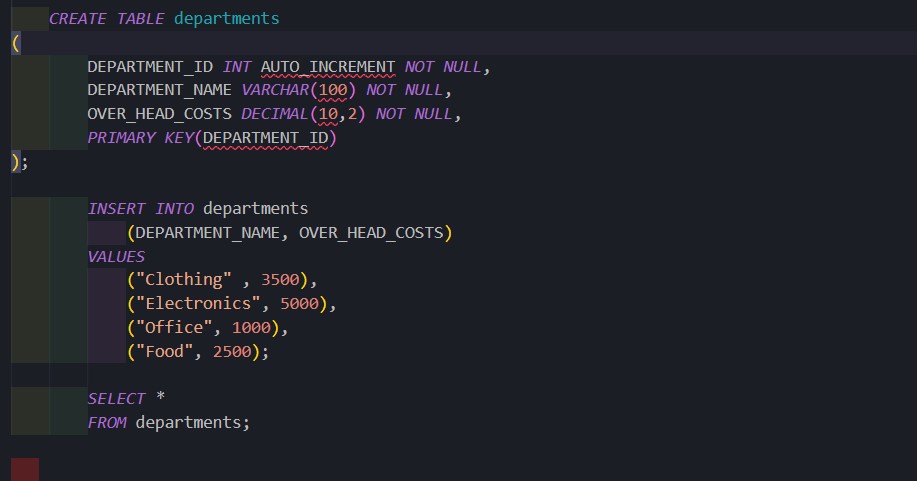 CREATE TABLE departments
(
DEPARTMENT_ID INT AUTO_INCREMENT NOT NULL,
DEPARTMENT_NAME VARCHAR(100) NOT NULL,
OVER_HEAD_COSTS DECIMAL(10,2) NOT NULL,
PRIMARY KEY(DEPARTMENT_ID)
);
INSERT INTO departments
(DEPARTMENT_NAME, OVER_HEAD_COSTS)
VALUES
("Clothing" , 3500),
("Electronics", 5000),
("Office", 1000),
("Food", 2500);
SELECT *
FROM departments;